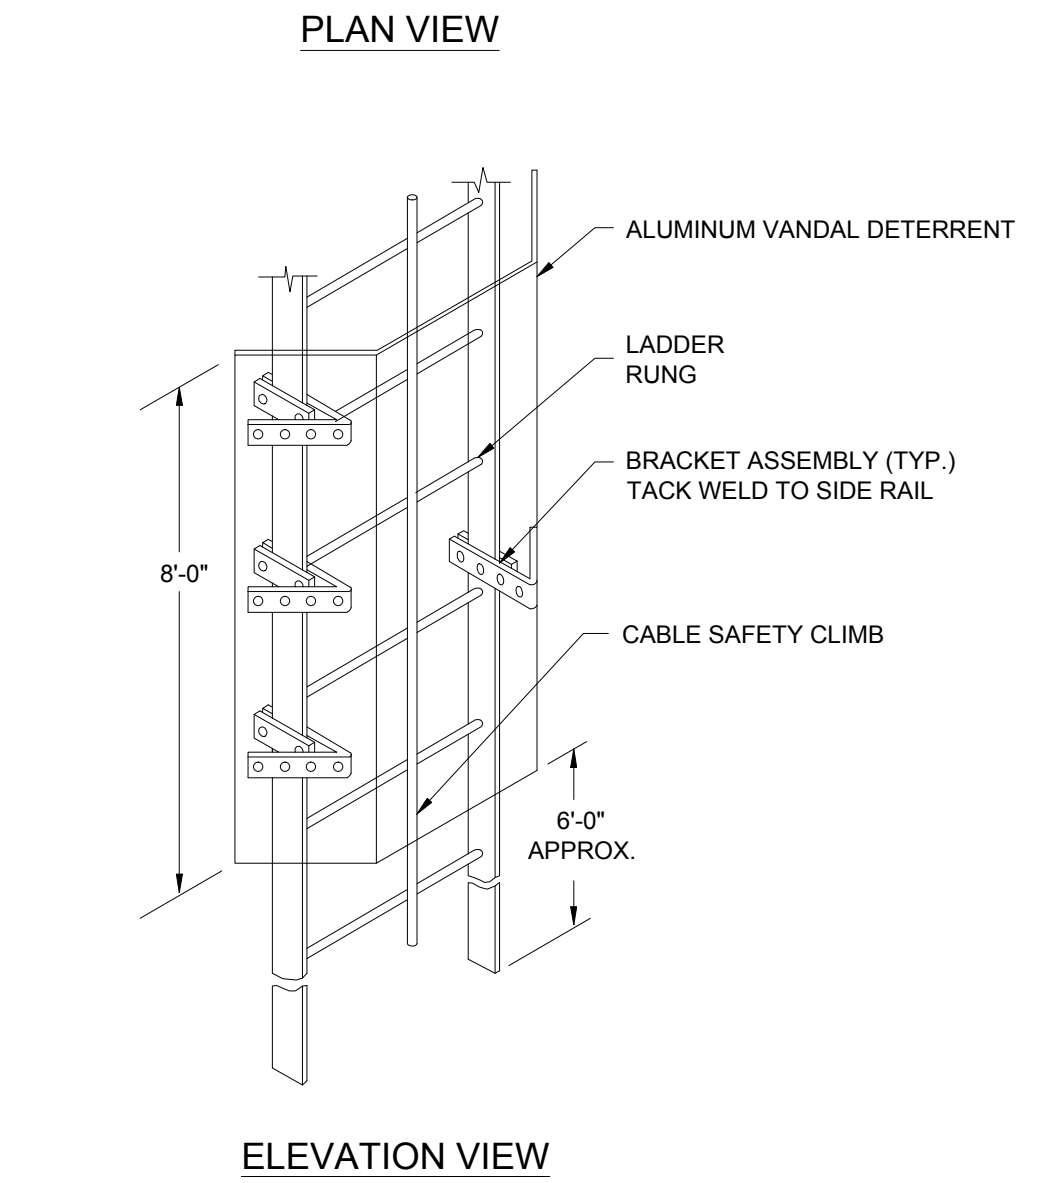 PLAN VIEW
ALUMINUM VANDAL DETERRENT
LADDER
RUNG
BRACKET ASSEMBLY (TYP.)
TACK WELD TO SIDE RAIL
8'-0"
CABLE SAFETY CLIMB
6'-0"
APPROX.
ELEVATION VIEW